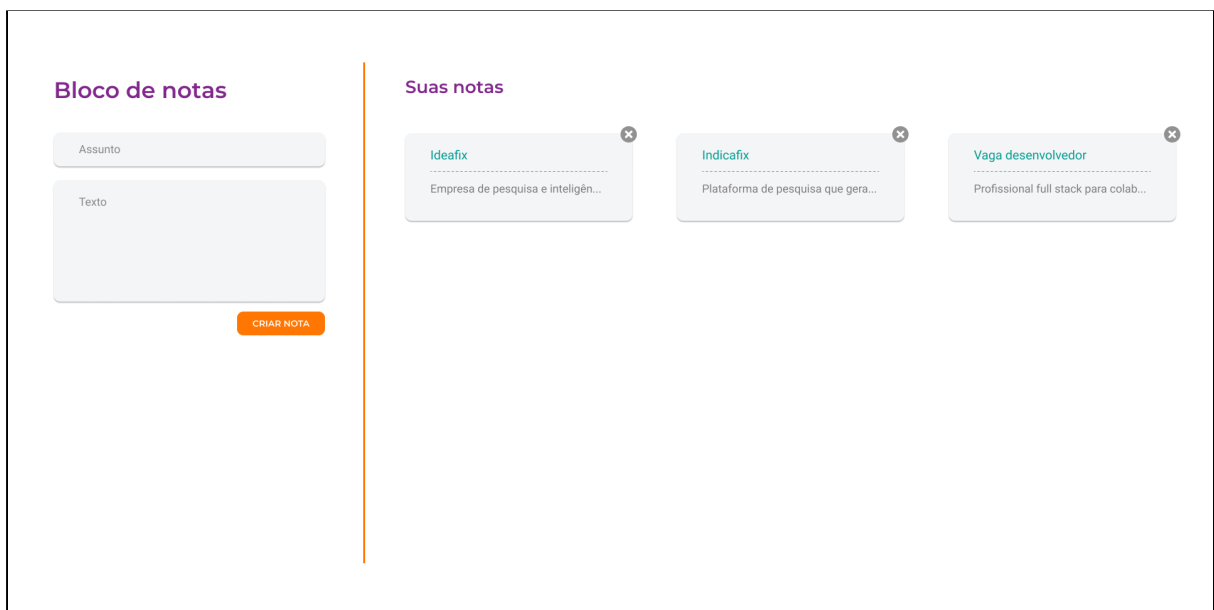 Bloco de notas
Assunto
Texto
CRIAR NOTA
Suas notas
Ideafix
Empresa de pesquisa e inteligên...
Indicafix
Plataforma de pesquisa que gera...
Vaga desenvolvedor
Profissional full stack para colab...